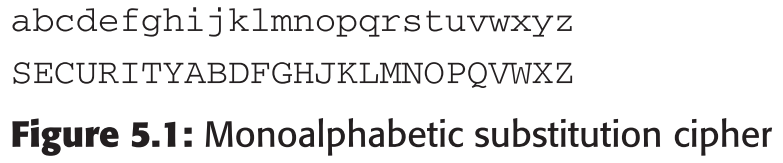 abcdefghijklmnopqrstuvwxyz
SECURITYABDFGHJKLMNOPQVWXZ
Figure 5.1: Monoalphabetic substitution cipher